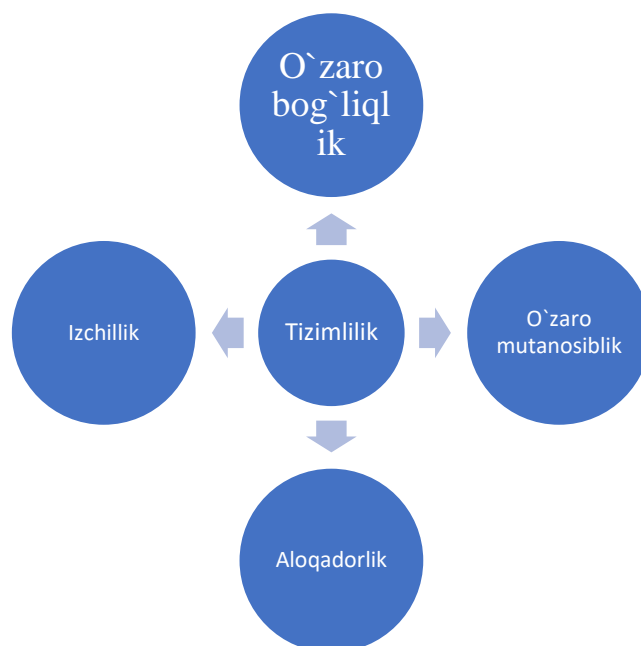 O`zaro
bog`liql
ik
Izchillik
Tizimlilik
O`zaro
mutanosiblik
Aloqadorlik